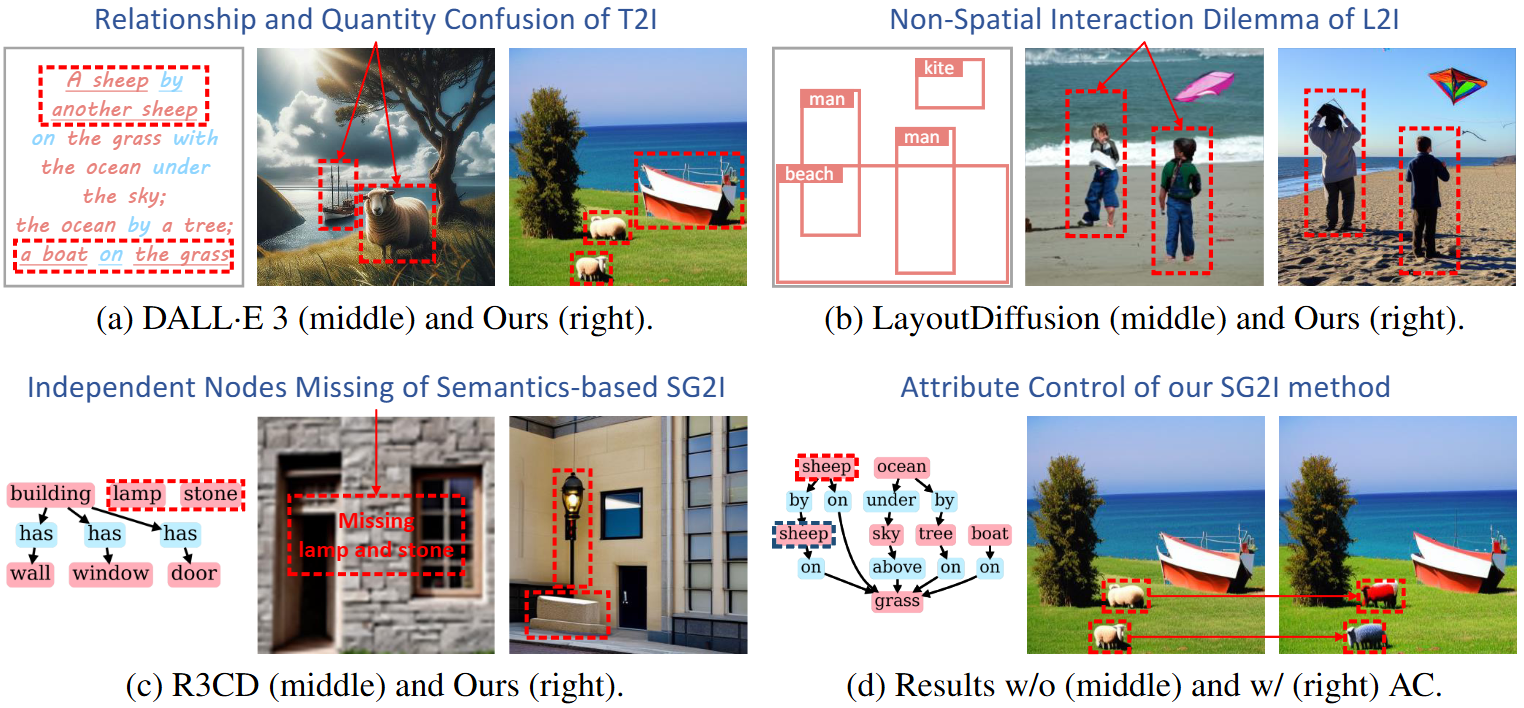 Relationship and Quantity Confusion of T2I
A sheep by
another sheep
on the grass with
the ocean under
the sky;
the ocean by a tree;
a boat on the grass
(a) DALL·E 3 (middle) and Ours (right).
Non-Spatial Interaction Dilemma of L2I
kite
man
man
beach
(b) LayoutDiffusion (middle) and Ours (right).
Independent Nodes Missing of Semantics-based SG2I
building lamp stone
has has has
wall window door
Missing
lamp and stone
(c) R3CD (middle) and Ours (right).
Attribute Control of our SG2I method
sheep ocean
by on under by
sheep sky tree boat
on above on on
grass
(d) Results w/o (middle) and w/ (right) AC.